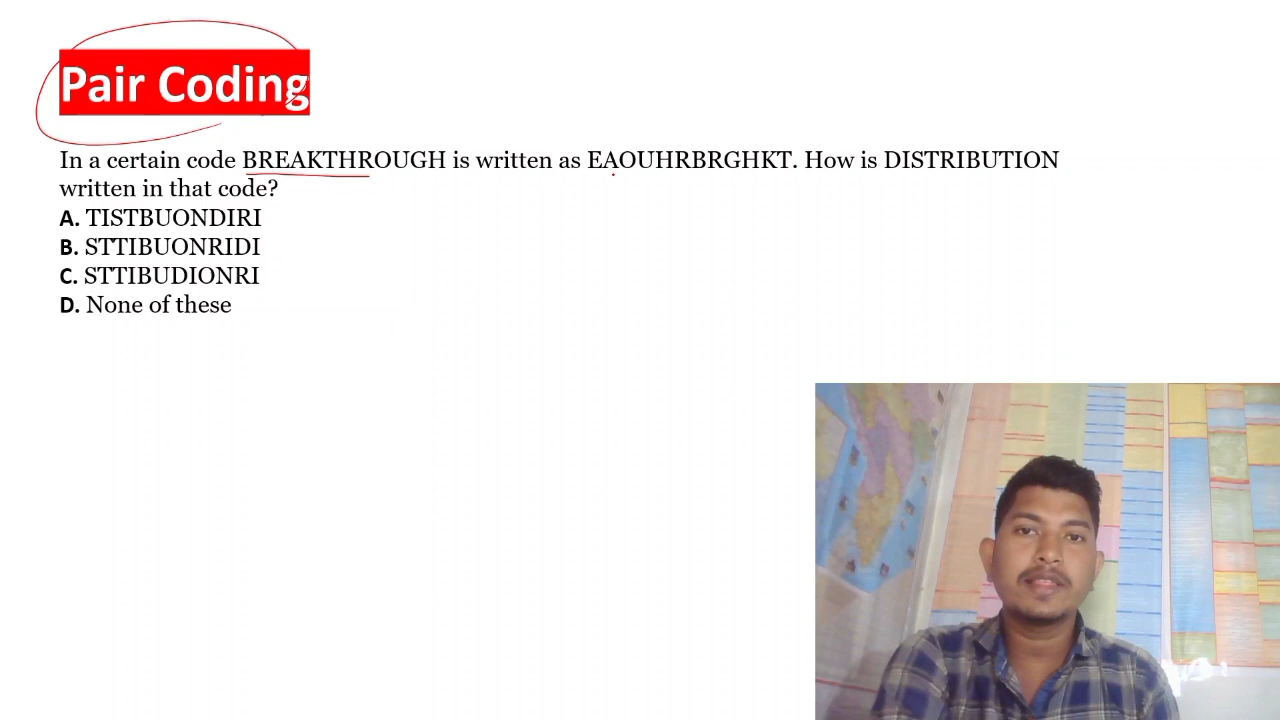 Pair Coding
In a certain code BREAKTHROUGH is written as EAOUHRBRGHKT. How is DISTRIBUTION
written in that code?
A. TISTBUONDIRI
B. STTIBUONRIDI
C. STTIBUDIONRI
D. None of these